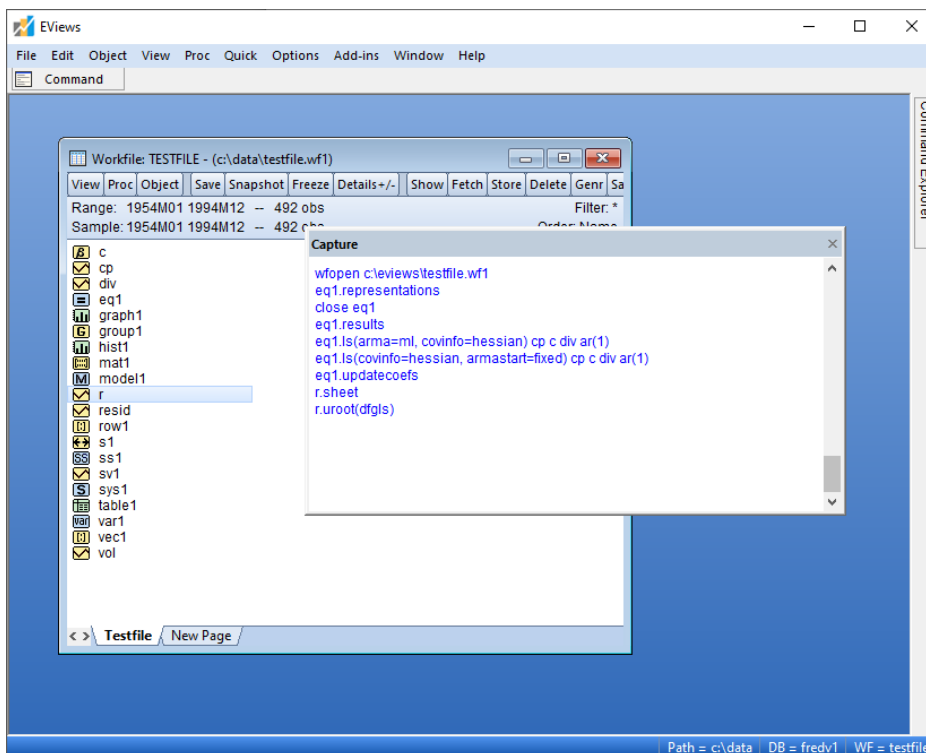 EViews
File Edit Object View Proc Quick Options Add-ins Window Help
Command
Command Explorer
Workfile: TESTFILE - (c:\data\testfile.wf1)
View Proc Object Save Snapshot Freeze Details+/- Show Fetch Store Delete Genr Sa
Range: 1954M01 1994M12 -- 492 obs Filter: *
Sample: 1954M01 1994M12 -- 492 obs Order: Name
β c
cp
div
= eq1
graph1
G group1
hist1
mat1
M model1
r
resid
row1
s1
SS ss1
sv1
S sys1
table1
var var1
vec1
vol
Capture
wfopen c:\eviews\testfile.wf1
eq1.representations
close eq1
eq1.results
eq1.ls(arma=ml, covinfo=hessian) cp c div ar(1)
eq1.ls(covinfo=hessian, armastart=fixed) cp c div ar(1)
eq1.updatecoefs
r.sheet
r.uroot(dfgls)
< > Testfile New Page
Path = c:\data DB = fredv1 WF = testfile